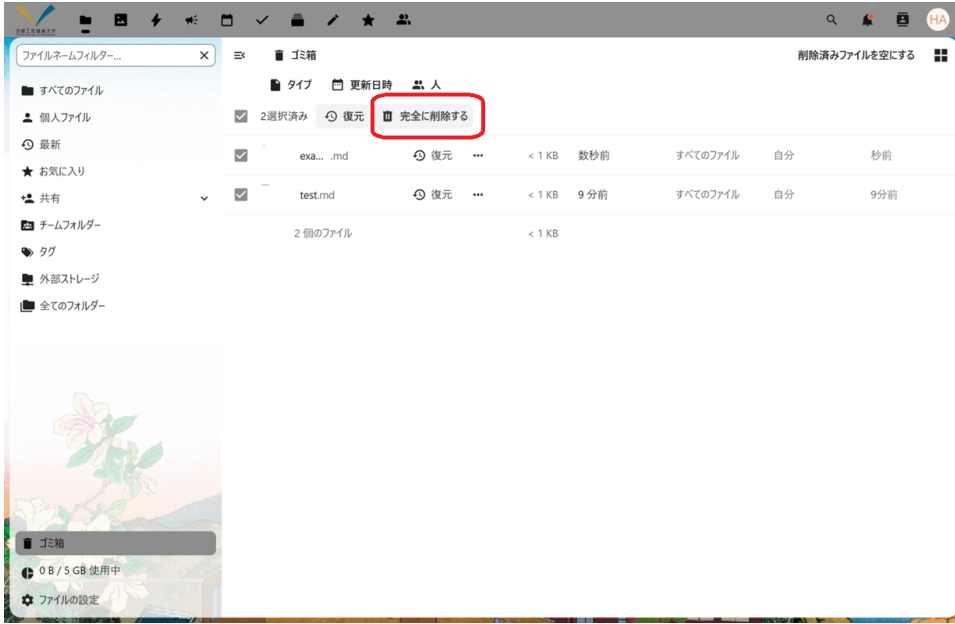 HA
ファイルネームフィルター...
ゴミ箱
削除済みファイルを空にする
タイプ 更新日時 人
すべてのファイル
個人ファイル
最新
お気に入り
共有
チームフォルダー
タグ
外部ストレージ
全てのフォルダー
2選択済み 復元 完全に削除する
exa... .md 復元 ... < 1 KB 数秒前 すべてのファイル 自分 秒前
test.md 復元 ... < 1 KB 9 分前 すべてのファイル 自分 9分前
2 個のファイル < 1 KB
ゴミ箱
0 B / 5 GB 使用中
ファイルの設定